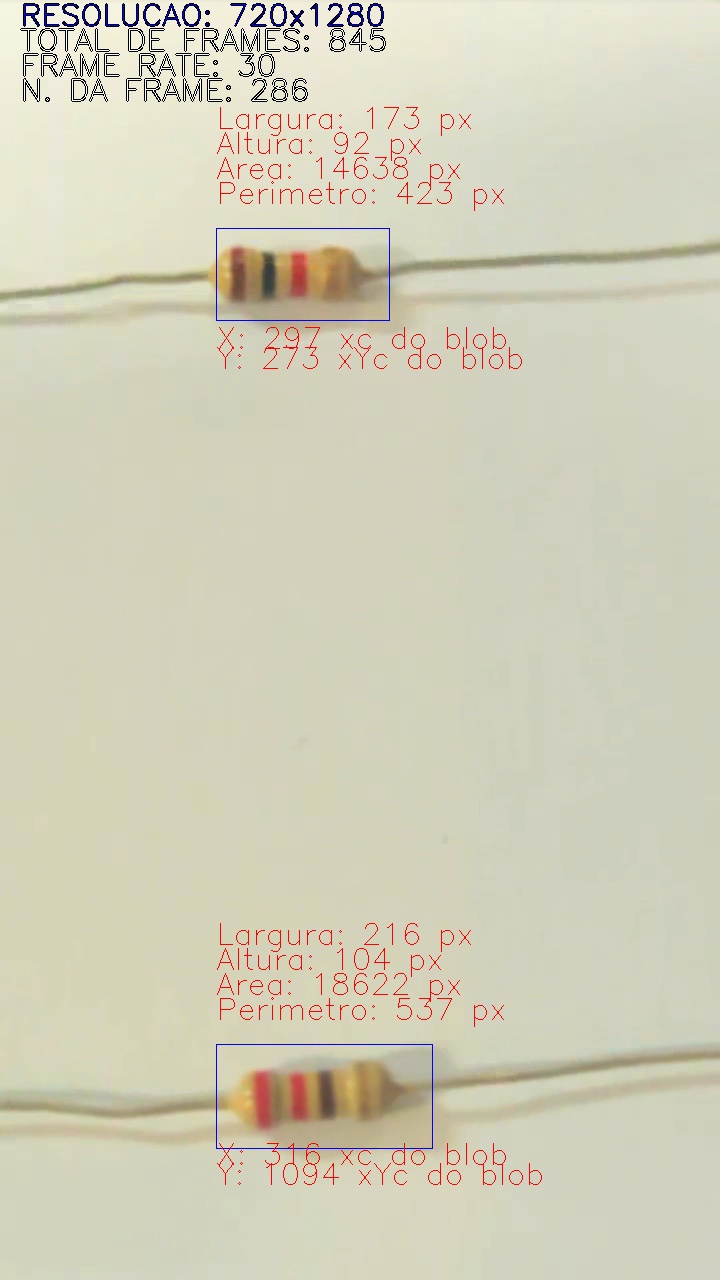 RESOLUCAO: 720x1280
TOTAL DE FRAMES: 845
FRAME RATE: 30
N. DA FRAME: 286
Largura: 173 px
Altura: 92 px
Area: 14638 px
Perimetro: 423 px
X: 297 xc do blob
Y: 273 xYc do blob
Largura: 216 px
Altura: 104 px
Area: 18622 px
Perimetro: 537 px
X: 316 xc do blob
Y: 1094 xYc do blob